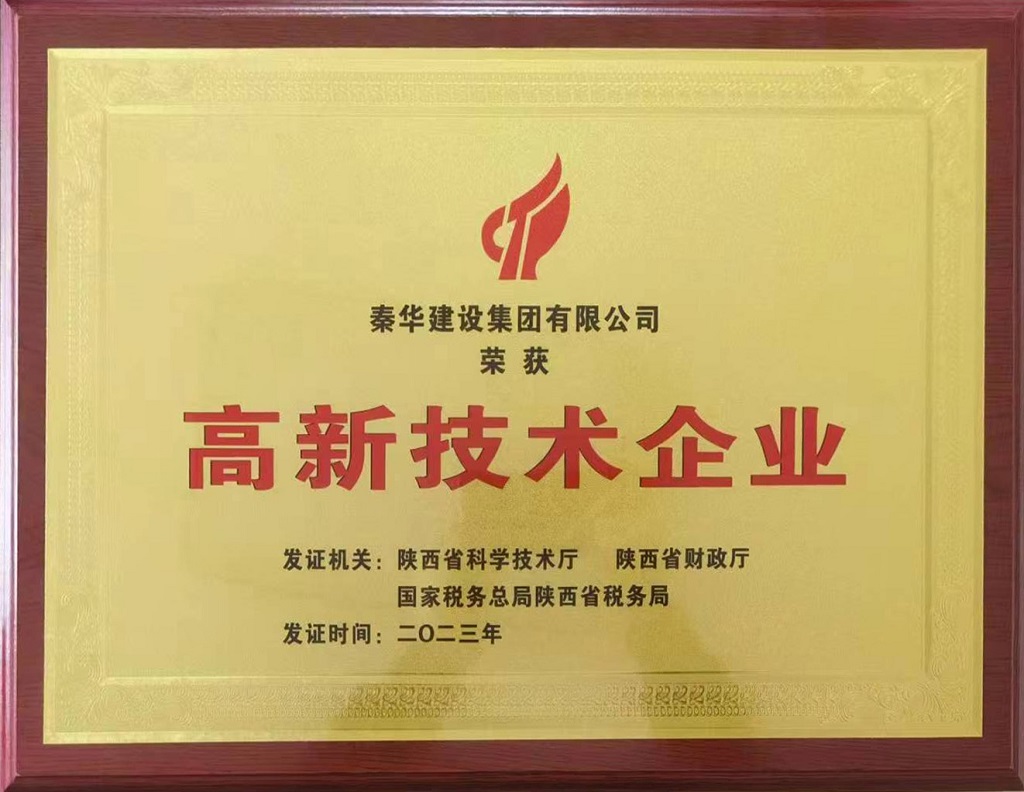 秦华建设集团有限公司
荣获
高新技术企业
发证机关：陕西省科学技术厅 陕西省财政厅
国家税务总局陕西省税务局
发证时间：二〇二三年